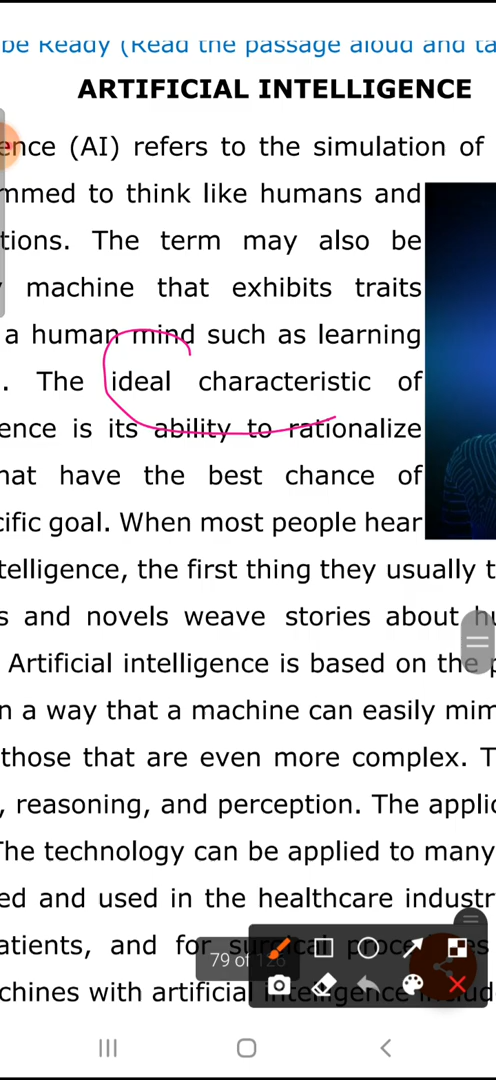 be Ready (Read the passage aloud and ta
ARTIFICIAL INTELLIGENCE
ence (AI) refers to the simulation of
mmed to think like humans and
tions. The term may also be
machine that exhibits traits
a human mind such as learning
. The ideal characteristic of
ence is its ability to rationalize
hat have the best chance of
cific goal. When most people hear
telligence, the first thing they usually t
s and novels weave stories about hu
Artificial intelligence is based on the p
n a way that a machine can easily mim
those that are even more complex. T
, reasoning, and perception. The applic
The technology can be applied to many
ed and used in the healthcare industr
atients, and for surgical proce
79 of 126
chines with artificial intelligence includ